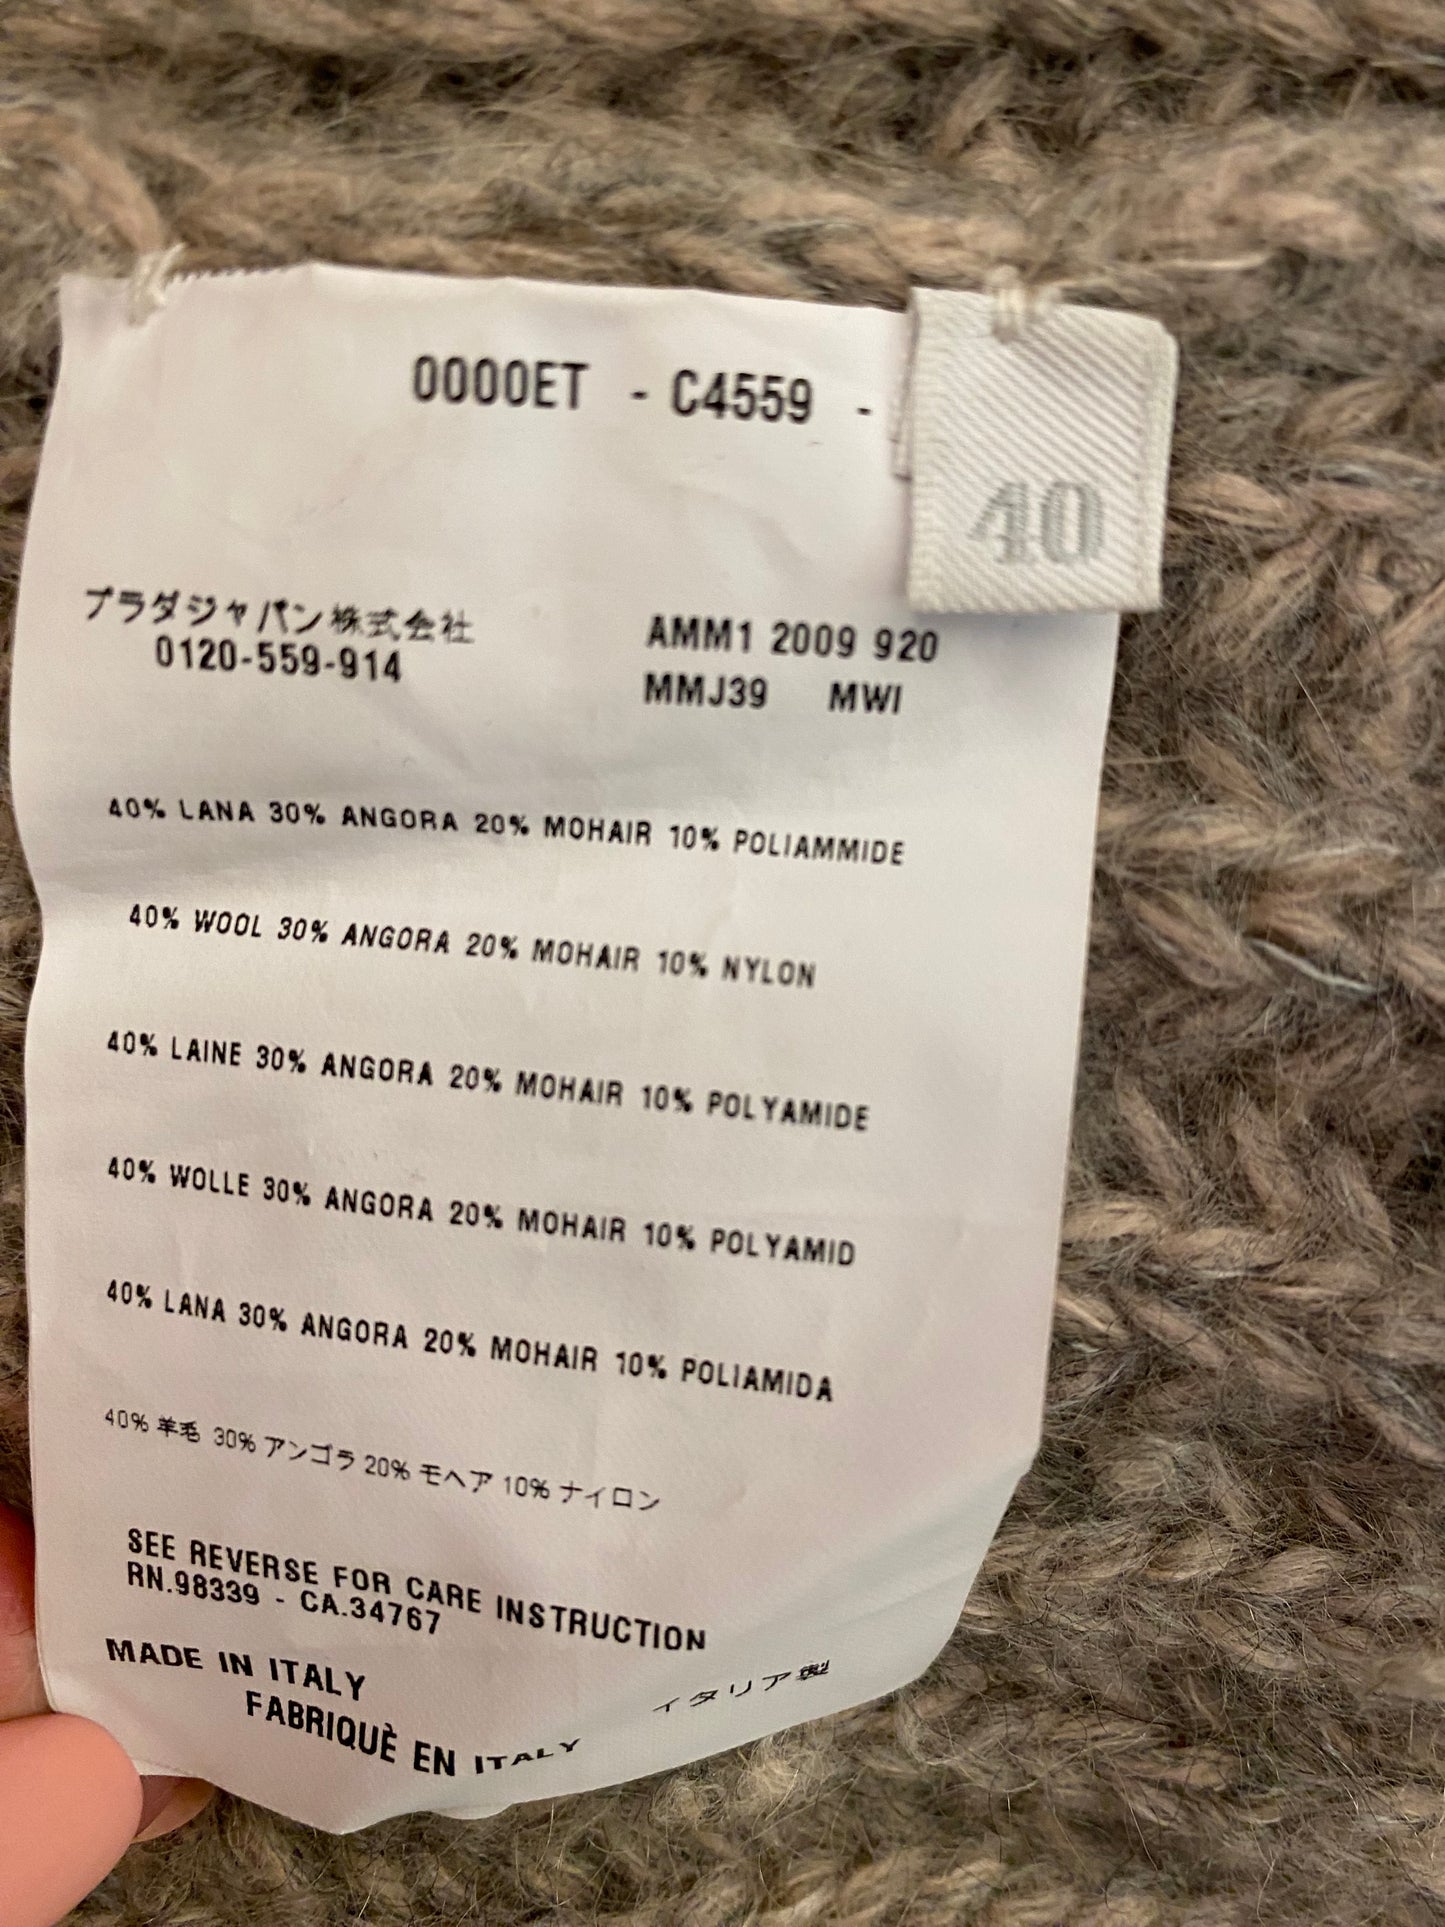 0000ET - C4559 -
40
プラダジャパン株式会社
0120-559-914
AMM1 2009 920
MMJ39 MWI
40% LANA 30% ANGORA 20% MOHAIR 10% POLIAMMIDE
40% WOOL 30% ANGORA 20% MOHAIR 10% NYLON
40% LAINE 30% ANGORA 20% MOHAIR 10% POLYAMIDE
40% WOLLE 30% ANGORA 20% MOHAIR 10% POLYAMID
40% LANA 30% ANGORA 20% MOHAIR 10% POLIAMIDA
40% 羊毛 30% アンゴラ 20% モヘア 10% ナイロン
SEE REVERSE FOR CARE INSTRUCTION
RN.98339 - CA.34767
MADE IN ITALY
FABRIQUÈ EN ITALY
イタリア製